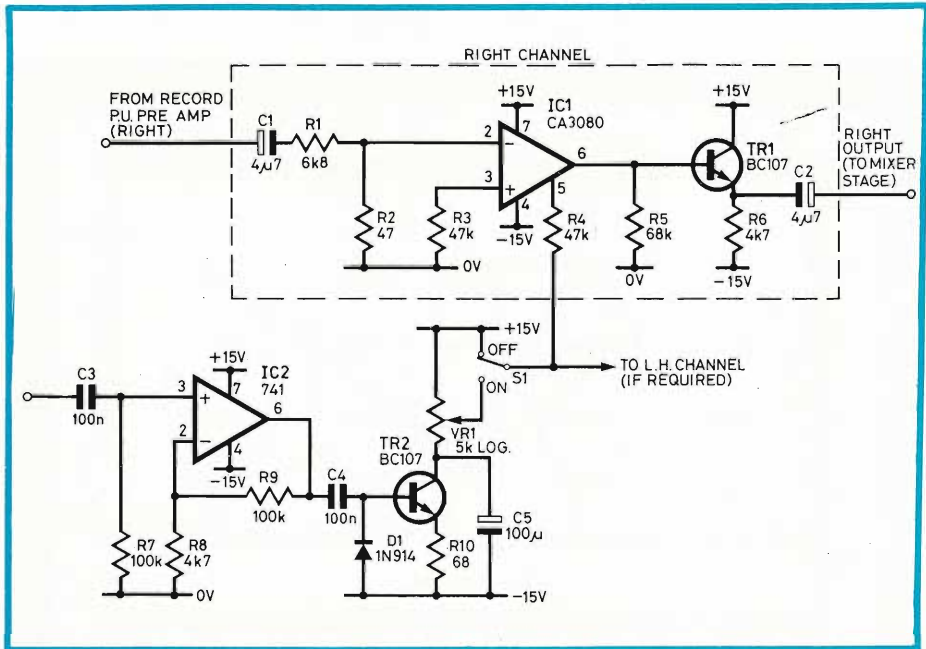 RIGHT CHANNEL
FROM RECORD
P.U. PRE AMP
(RIGHT)
C1
4µ7
R1
6k8
R2
47
R3
47k
0V
2
3
+15V
7
IC1
CA3080
6
5
4
-15V
R4
47k
R5
68k
0V
+15V
TR1
BC107
R6
4k7
-15V
C2
4µ7
RIGHT
OUTPUT
(TO MIXER
STAGE)
C3
100n
R7
100k
R8
4k7
0V
3
2
+15V
7
IC2
741
6
4
-15V
R9
100k
C4
100n
D1
1N914
TR2
BC107
R10
68
+15V
OFF
S1
ON
VR1
5k LOG.
C5
100µ
-15V
TO L.H. CHANNEL
(IF REQUIRED)